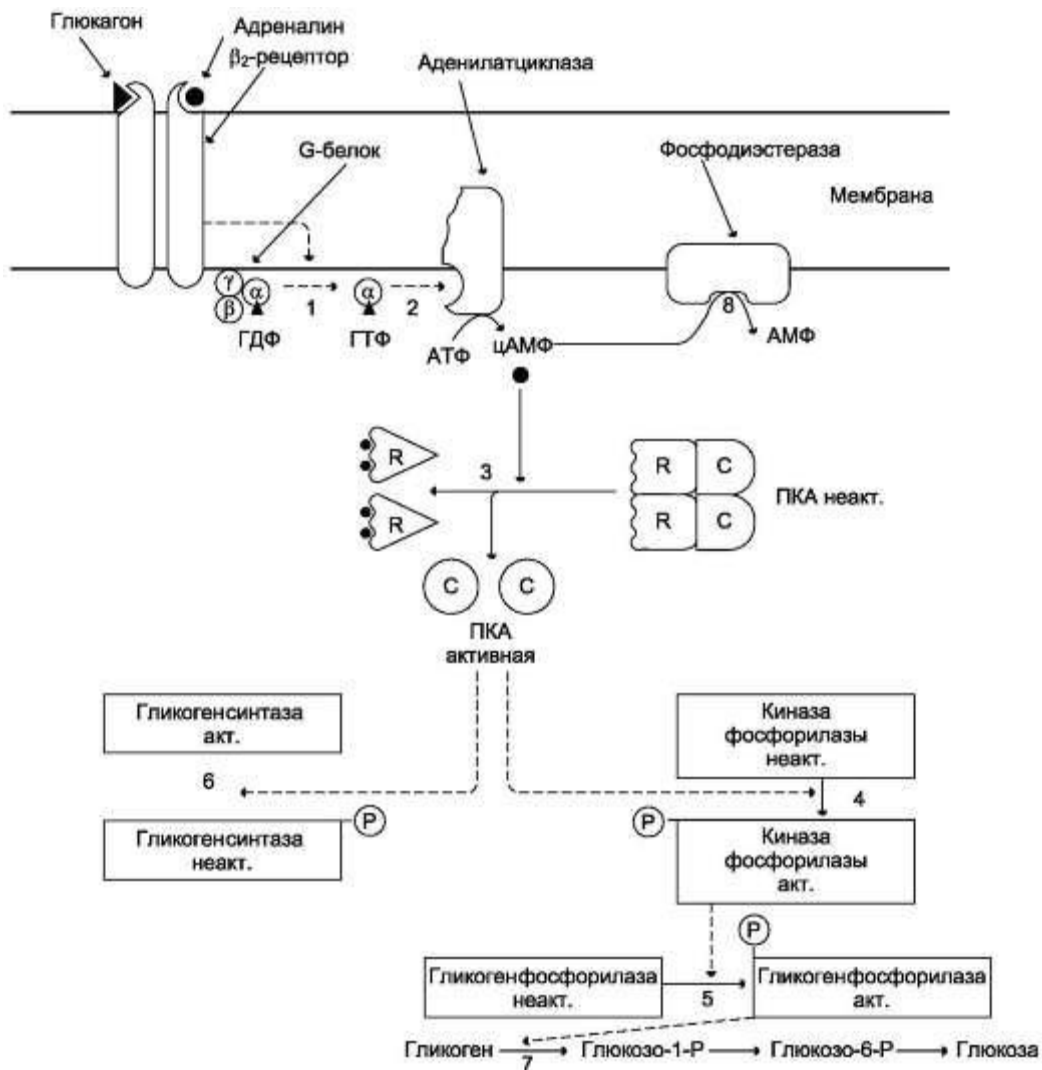 Глюкагон
Адреналин
β₂-рецептор
Аденилатциклаза
G-белок
Фосфодиэстераза
Мембрана
γ
α
β
1
α
2
8
ГДФ
ГТФ
АТФ
цАМФ
АМФ
R
3
R
C
ПКА неакт.
R
R
C
C
C
ПКА
активная
Гликогенсинтаза
акт.
Киназа
фосфорилазы
неакт.
6
4
P
P
Гликогенсинтаза
неакт.
Киназа
фосфорилазы
акт.
P
Гликогенфосфорилаза
неакт.
5
Гликогенфосфорилаза
акт.
Гликоген
7
Глюкозо-1-Р
Глюкозо-6-Р
Глюкоза